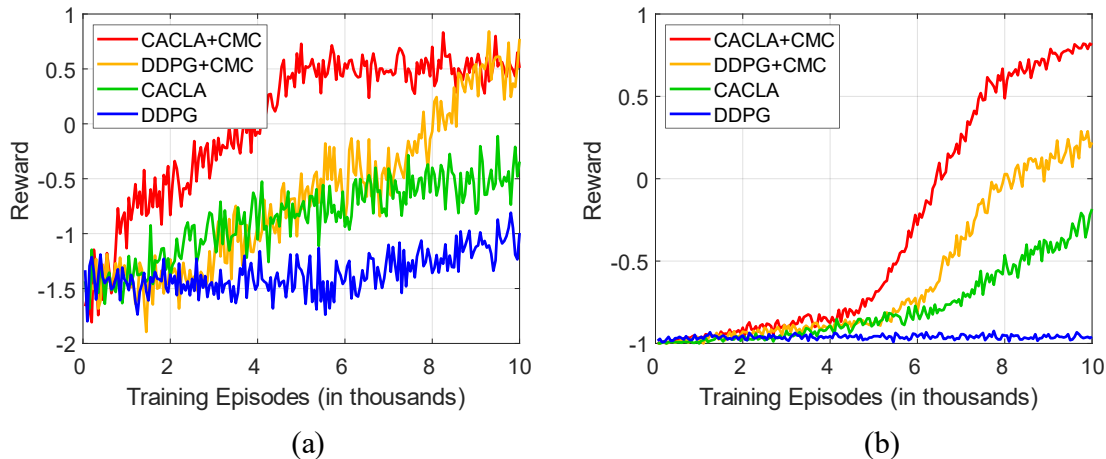 CACLA+CMC
DDPG+CMC
CACLA
DDPG
1
0.5
0
-0.5
-1
-1.5
-2
Reward
0 2 4 6 8 10
Training Episodes (in thousands)
(a)
CACLA+CMC
DDPG+CMC
CACLA
DDPG
1
0.5
0
-0.5
-1
Reward
0 2 4 6 8 10
Training Episodes (in thousands)
(b)